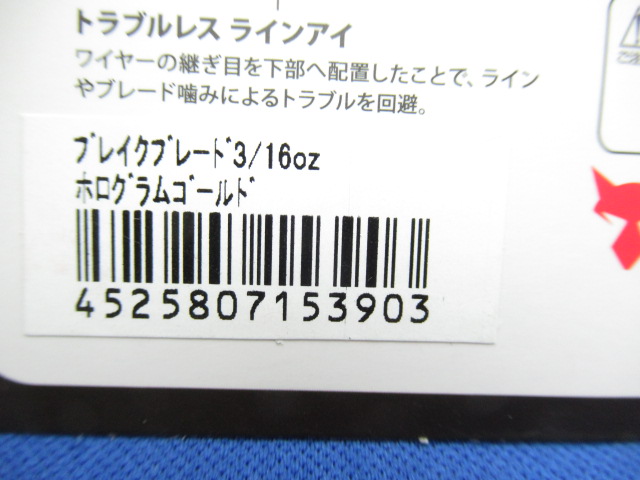 トラブルレス ラインアイ
ワイヤーの継ぎ目を下部へ配置したことで、ライン
やブレード噛みによるトラブルを回避。
ﾌﾞﾚｲｸﾌﾞﾚｰﾄﾞ3/16oz
ﾎﾛｸﾞﾗﾑｺﾞｰﾙﾄﾞ
4525807153903